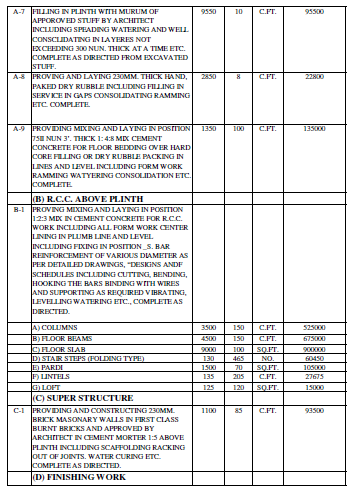 A-7 FILLING IN PLINTH WITH MURUM OF 9550 10 C.FT. 95500
APPOROVED STUFF BY ARCHITECT
INCLUDING SPEADING WATERING AND WELL
CONSCLIDATING IN LAYERES NOT
EXCEEDING 300 NUN. THICK AT A TIME ETC.
COMPLETE AS DIRECTED FROM EXCAVATED
STUFF.
A-8 PROVING AND LAYING 230MM. THICK HAND, 2850 8 C.FT. 22800
PAKED DRY RUBBLE INCLUDING FILLING IN
SERVICE IN GAPS CONSOLIDATING RAMMING
ETC. COMPLETE.
A-9 PROVIDING MIXING AND LAYING IN POSITION 1350 100 C.FT. 135000
75II NUN 3'. THICK 1: 4:8 MIX CEMENT
CONCRETE FOR FLOOR BEDDING OVER HARD
CORE FILLING OR DRY RUBBLE PACKING IN
LINES AND LEVEL INCLUDING FORM WORK
RAMMING WATYERING CONSOLIDATION ETC.
COMPLETE.
(B) R.C.C. ABOVE PLINTH
B-1 PROVING MIXING AND LAYING IN POSITION
1:2:3 MIX IN CEMENT CONCRETE FOR R.C.C.
WORK INCLUDING ALL FORM WORK CENTER
LINING IN PLUMB LINE AND LEVEL
INCLUDING FIXING IN POSITION _S. BAR
REINFORCEMENT OF VARIOUS DIAMETER AS
PER DETAILED DRAWINGS, “DESIGNS ANDF
SCHEDULES INCLUDING CUTTING, BENDING,
HOOKING THE BARS BINDING WITH WIRES
AND SUPPORTING AS REQUIRED VIBRATING,
LEVELLING WATERING ETC., COMPLETE AS
DIRECTED.
A) COLUMNS 3500 150 C.FT. 525000
B) FLOOR BEAMS 4500 150 C.FT. 675000
C) FLOOR SLAB 9000 100 SQ.FT. 900000
D) STAIR STEPS (FOLDING TYPE) 130 465 NO. 60450
E) PARDI 1500 70 SQ.FT. 105000
F) LINTELS 135 205 C.FT. 27675
G) LOFT 125 120 SQ.FT. 15000
(C) SUPER STRUCTURE
C-1 PROVIDING AND CONSTRUCTING 230MM. 1100 85 C.FT. 93500
BRICK MASONARY WALLS IN FIRST CLASS
BURNT BRICKS AND APPROVED BY
ARCHITECT IN CEMENT MORTER 1:5 ABOVE
PLINTH INCLUDING SCAFFOLDING RACKING
OUT OF JOINTS. WATER CURING ETC.
COMPLETE AS DIRECTED.
(D) FINISHING WORK